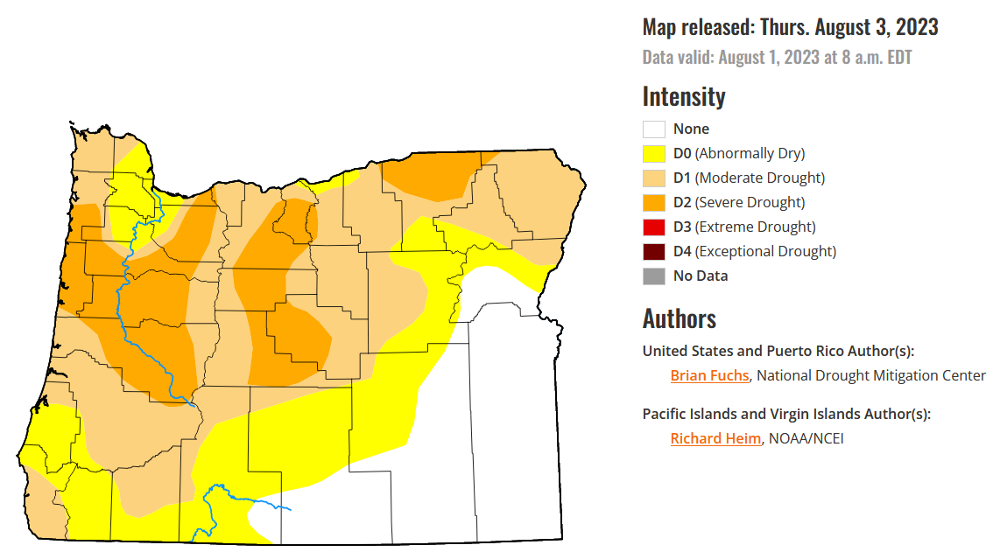 Map released: Thurs. August 3, 2023
Data valid: August 1, 2023 at 8 a.m. EDT
Intensity
None
D0 (Abnormally Dry)
D1 (Moderate Drought)
D2 (Severe Drought)
D3 (Extreme Drought)
D4 (Exceptional Drought)
No Data
Authors
United States and Puerto Rico Author(s):
Brian Fuchs, National Drought Mitigation Center
Pacific Islands and Virgin Islands Author(s):
Richard Heim, NOAA/NCEI